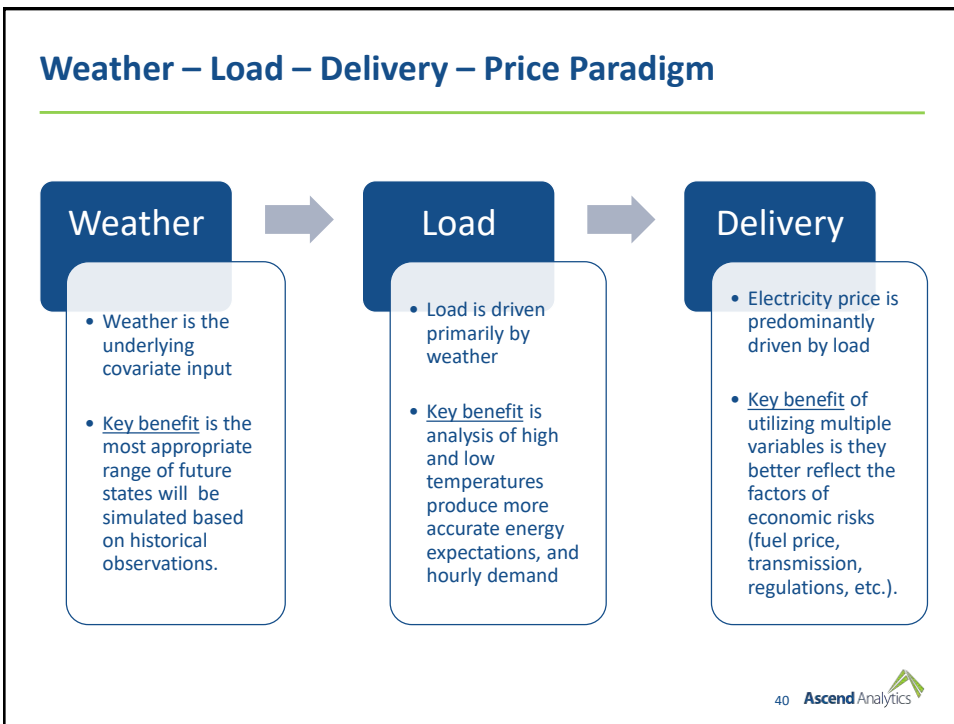 Weather – Load – Delivery – Price Paradigm
Weather
• Weather is the
underlying
covariate input
• Key benefit is the
most appropriate
range of future
states will  be
simulated based
on historical
observations.
Load
• Load is driven
primarily by
weather
• Key benefit is
analysis of high
and low
temperatures
produce more
accurate energy
expectations, and
hourly demand
Delivery
• Electricity price is
predominantly
driven by load
• Key benefit of
utilizing multiple
variables is they
better reflect the
factors of
economic risks
(fuel price,
transmission,
regulations, etc.).
40 Ascend Analytics